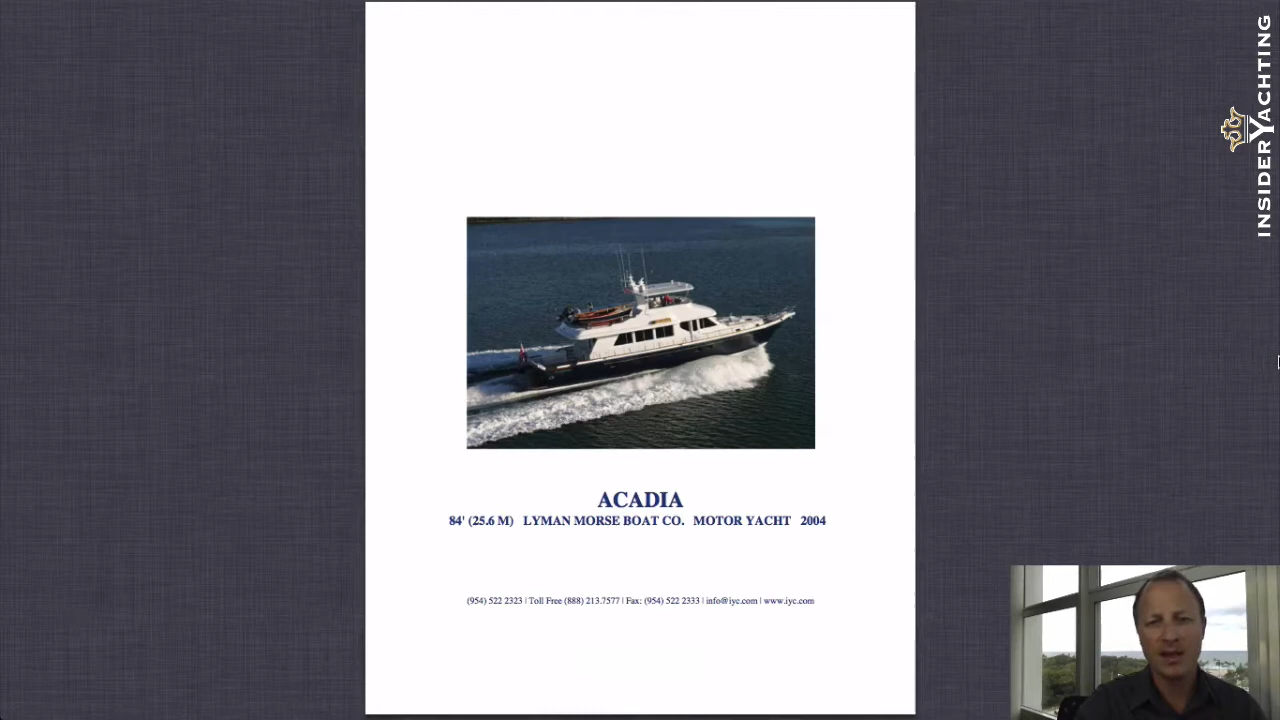 ACADIA
84' (25.6 M) LYMAN MORSE BOAT CO. MOTOR YACHT 2004
(954) 522 2323 | Toll Free (888) 213.7577 | Fax: (954) 522 2333 | info@iyc.com | www.iyc.com
INSIDERYACHTING